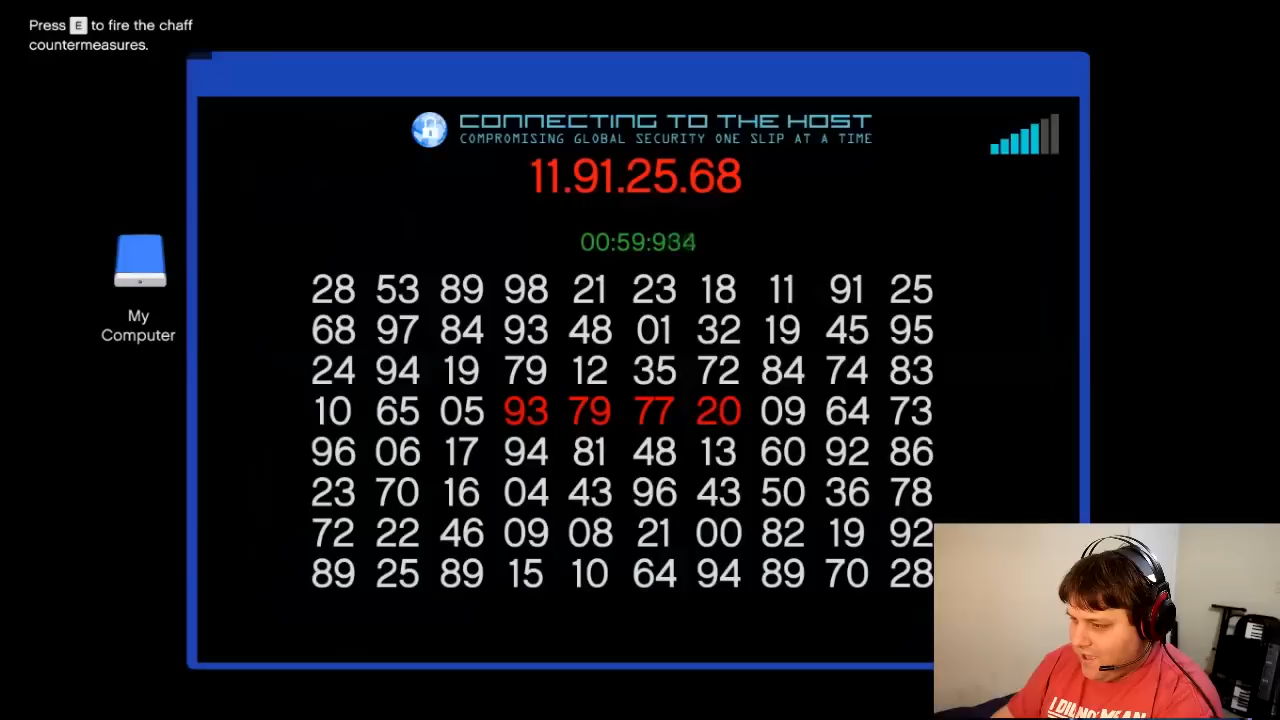 Press E to fire the chaff
countermeasures.
CONNECTING TO THE HOST
COMPROMISING GLOBAL SECURITY ONE SLIP AT A TIME
11.91.25.68
00:59:934
28 53 89 98 21 23 18 11 91 25
68 97 84 93 48 01 32 19 45 95
24 94 19 79 12 35 72 84 74 83
10 65 05 93 79 77 20 09 64 73
96 06 17 94 81 48 13 60 92 86
23 70 16 04 43 96 43 50 36 78
72 22 46 09 08 21 00 82 19 92
89 25 89 15 10 64 94 89 70 28
My
Computer
I DID NOT MEAN